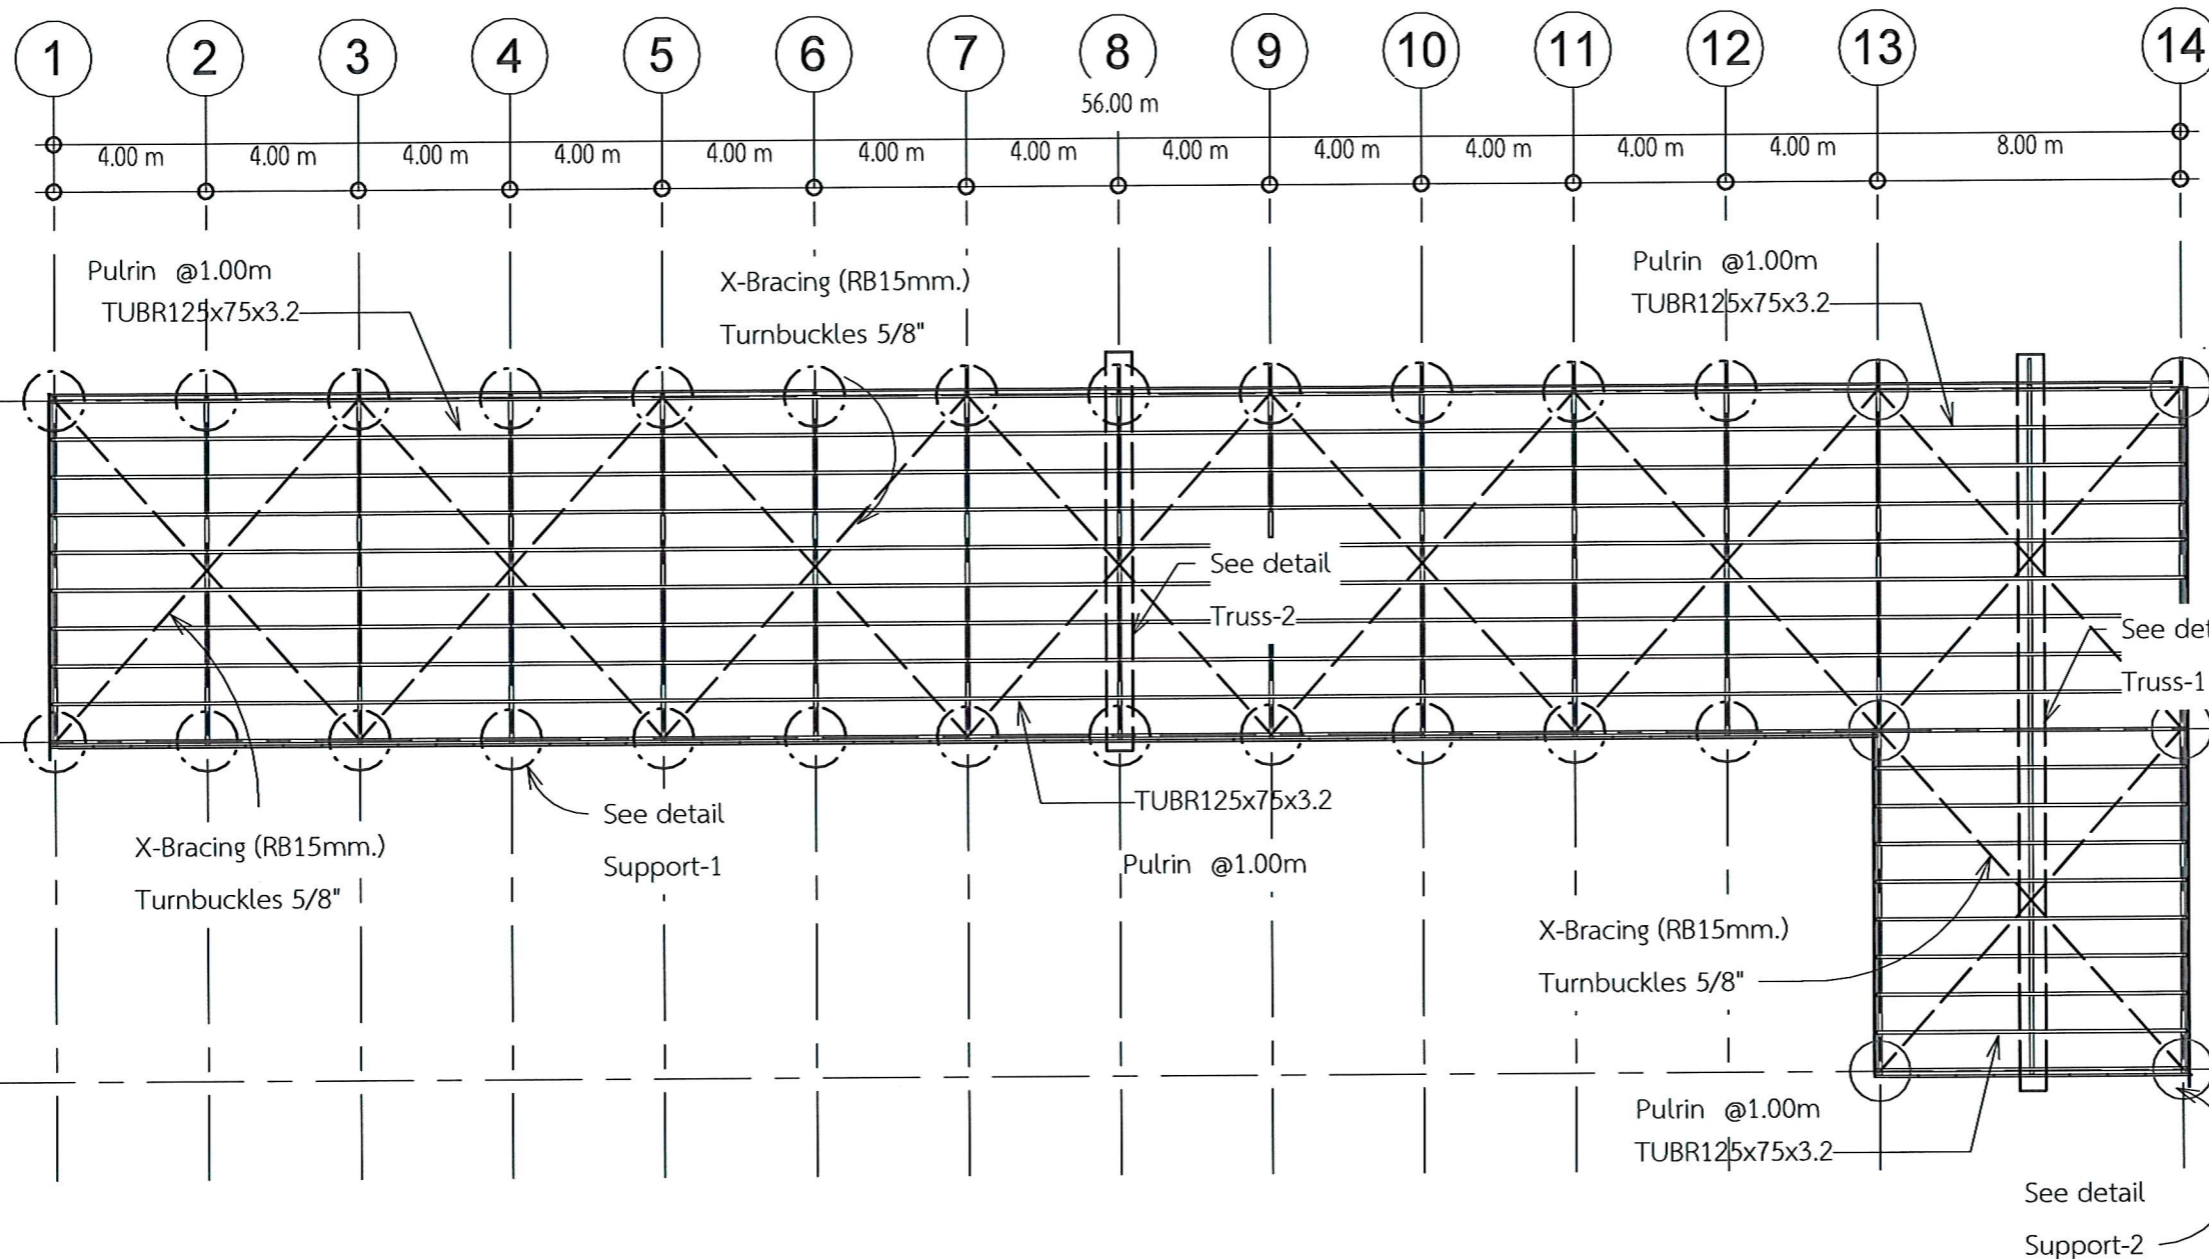 1 2 3 4 5 6 7 8 9 10 11 12 13 14
56.00 m
4.00 m 4.00 m 4.00 m 4.00 m 4.00 m 4.00 m 4.00 m 4.00 m 4.00 m 4.00 m 4.00 m 4.00 m 8.00 m
Pulrin @1.00m
TUBR125x75x3.2
X-Bracing (RB15mm.)
Turnbuckles 5/8"
Pulrin @1.00m
TUBR125x75x3.2
See detail
Truss-2
See det
Truss-1
X-Bracing (RB15mm.)
Turnbuckles 5/8"
See detail
Support-1
TUBR125x75x3.2
Pulrin @1.00m
X-Bracing (RB15mm.)
Turnbuckles 5/8"
Pulrin @1.00m
TUBR125x75x3.2
See detail
Support-2